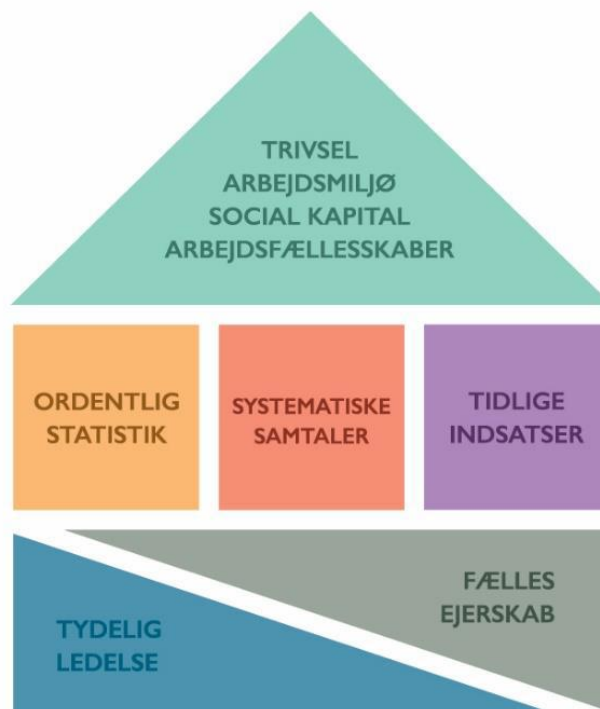 TRIVSEL
ARBEJDSMILJØ
SOCIAL KAPITAL
ARBEJDSFÆLLESSKABER
ORDENTLIG
STATISTIK
SYSTEMATISKE
SAMTALER
TIDLIGE
INDSATSER
FÆLLES
EJERSKAB
TYDELIG
LEDELSE